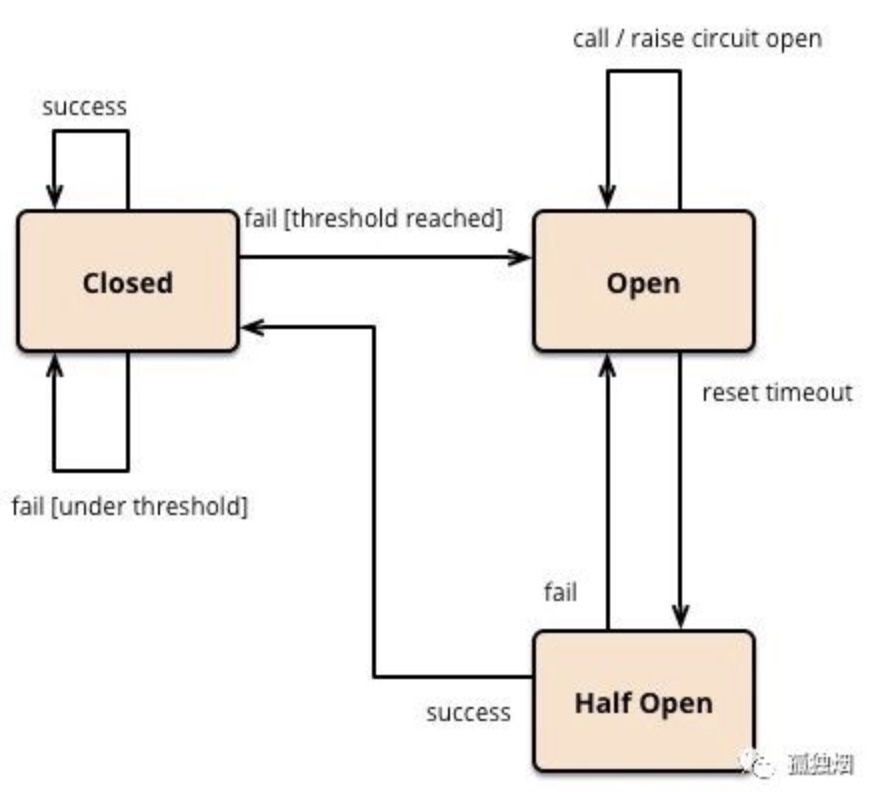 call / raise circuit open
success
fail [threshold reached]
Closed
Open
reset timeout
fail [under threshold]
fail
Half Open
success
孤独烟